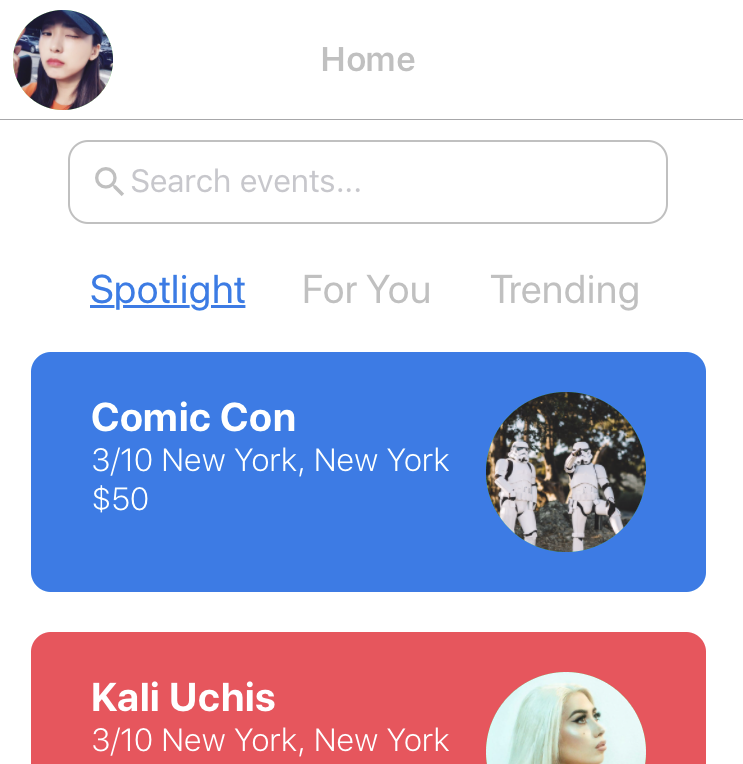 Home
Search events...
Spotlight For You Trending
Comic Con
3/10 New York, New York
$50
Kali Uchis
3/10 New York, New York